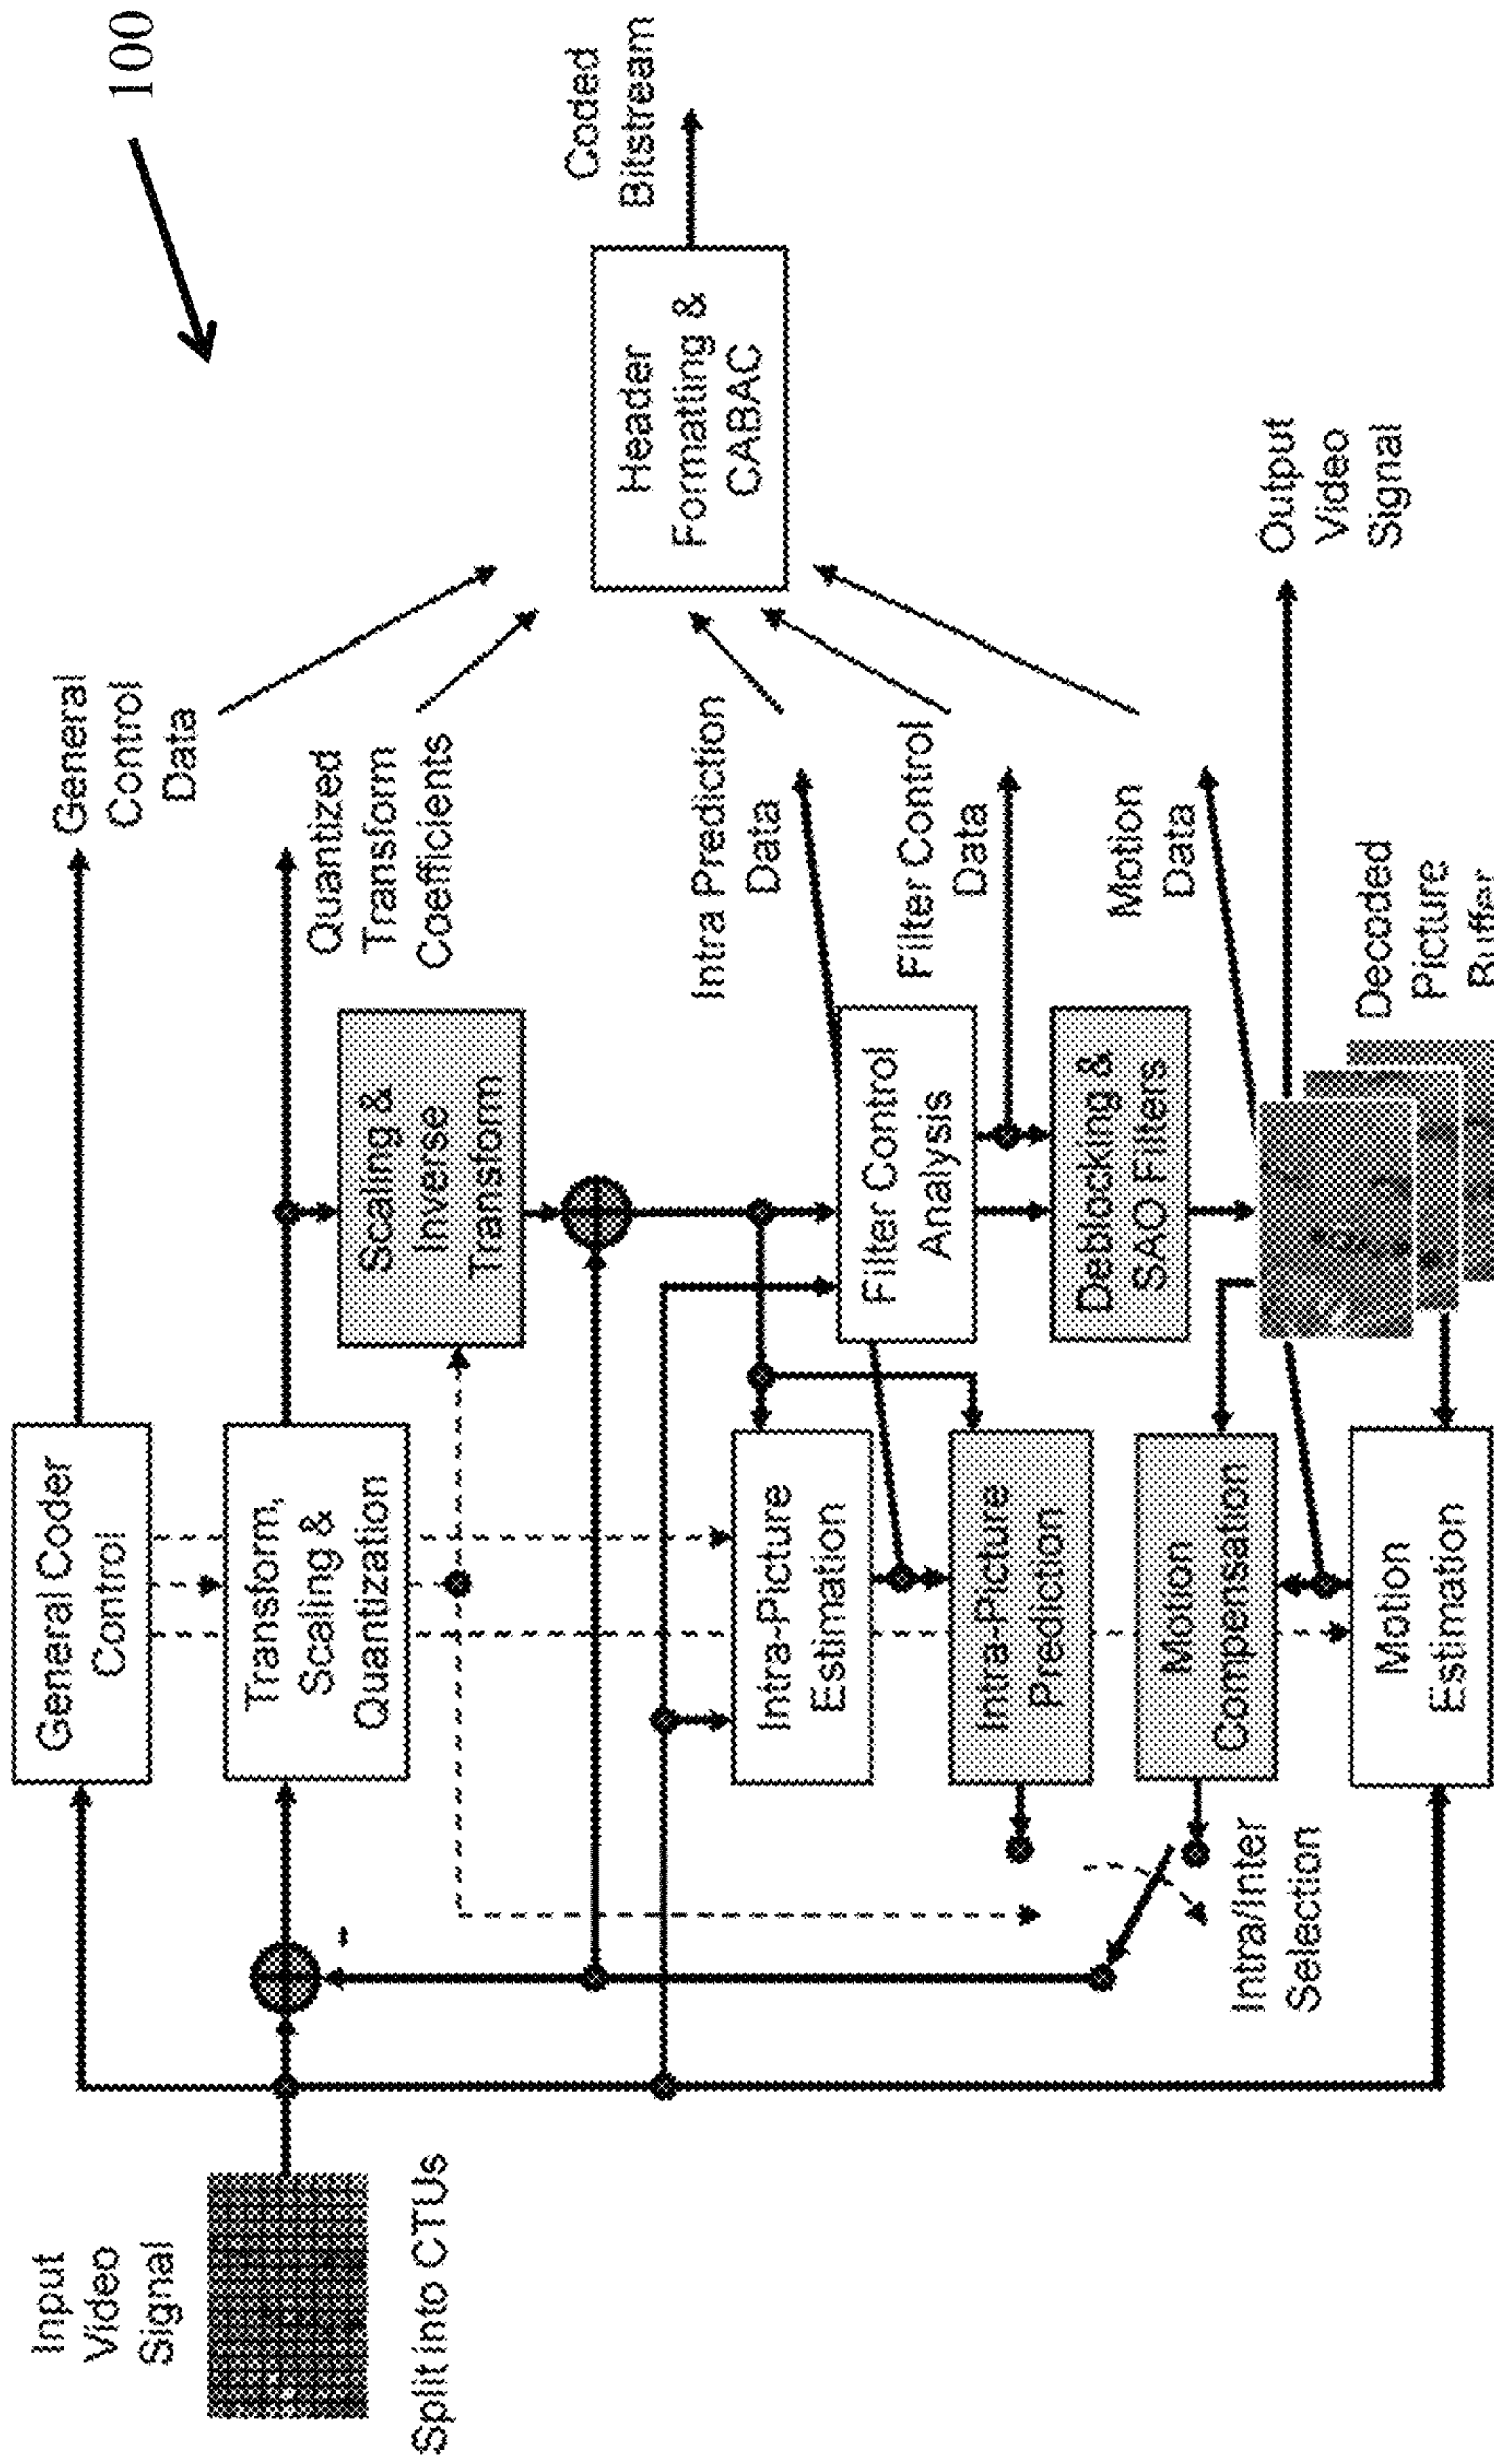 100
Input
Video
Signal
Split into CTUs
General Coder
Control
Transform,
Scaling &
Quantization
Scaling &
Inverse
Transform
General
Control
Data
Quantized
Transform
Coefficients
Intra-Picture
Estimation
Intra-Picture
Prediction
Motion
Compensation
Motion
Estimation
Intra/Inter
Selection
Filter Control
Analysis
Deblocking &
SAO Filters
Intra Prediction
Data
Filter Control
Data
Motion
Data
Decoded
Picture
Buffer
Output
Video
Signal
Header
Formatting &
CABAC
Coded
Bitstream
-